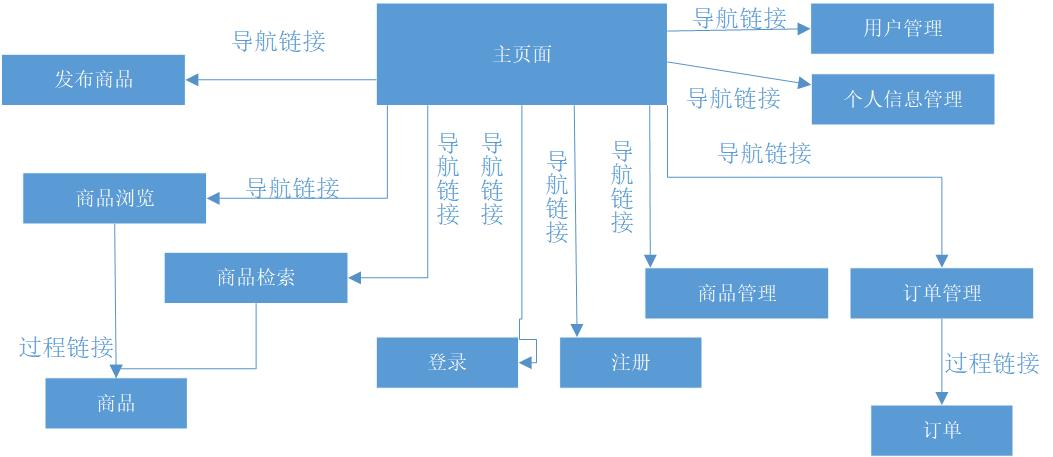 导航链接
用户管理
主页面
导航链接
发布商品
导航链接
个人信息管理
导航链接
导航链接
导航链接
导航链接
导航链接
导航链接
商品浏览
商品检索
商品管理
订单管理
过程链接
登录
注册
过程链接
商品
订单